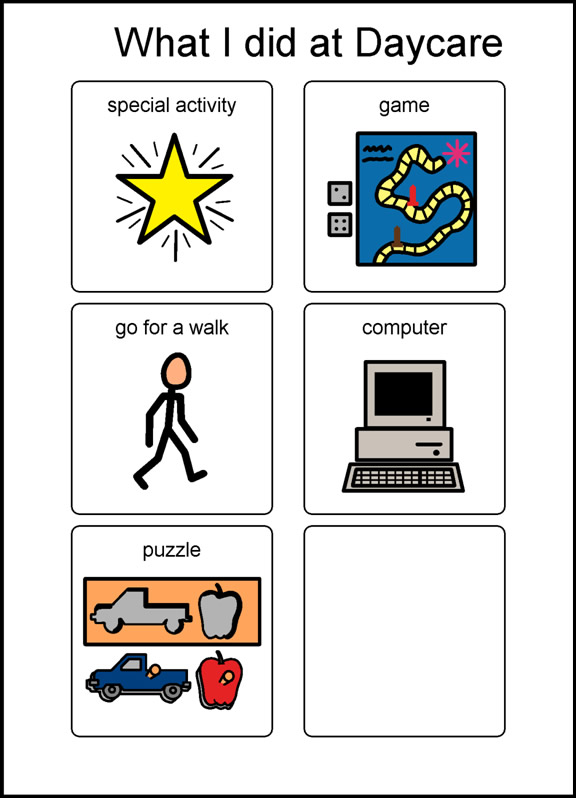 What I did at Daycare
special activity
game
go for a walk
computer
puzzle